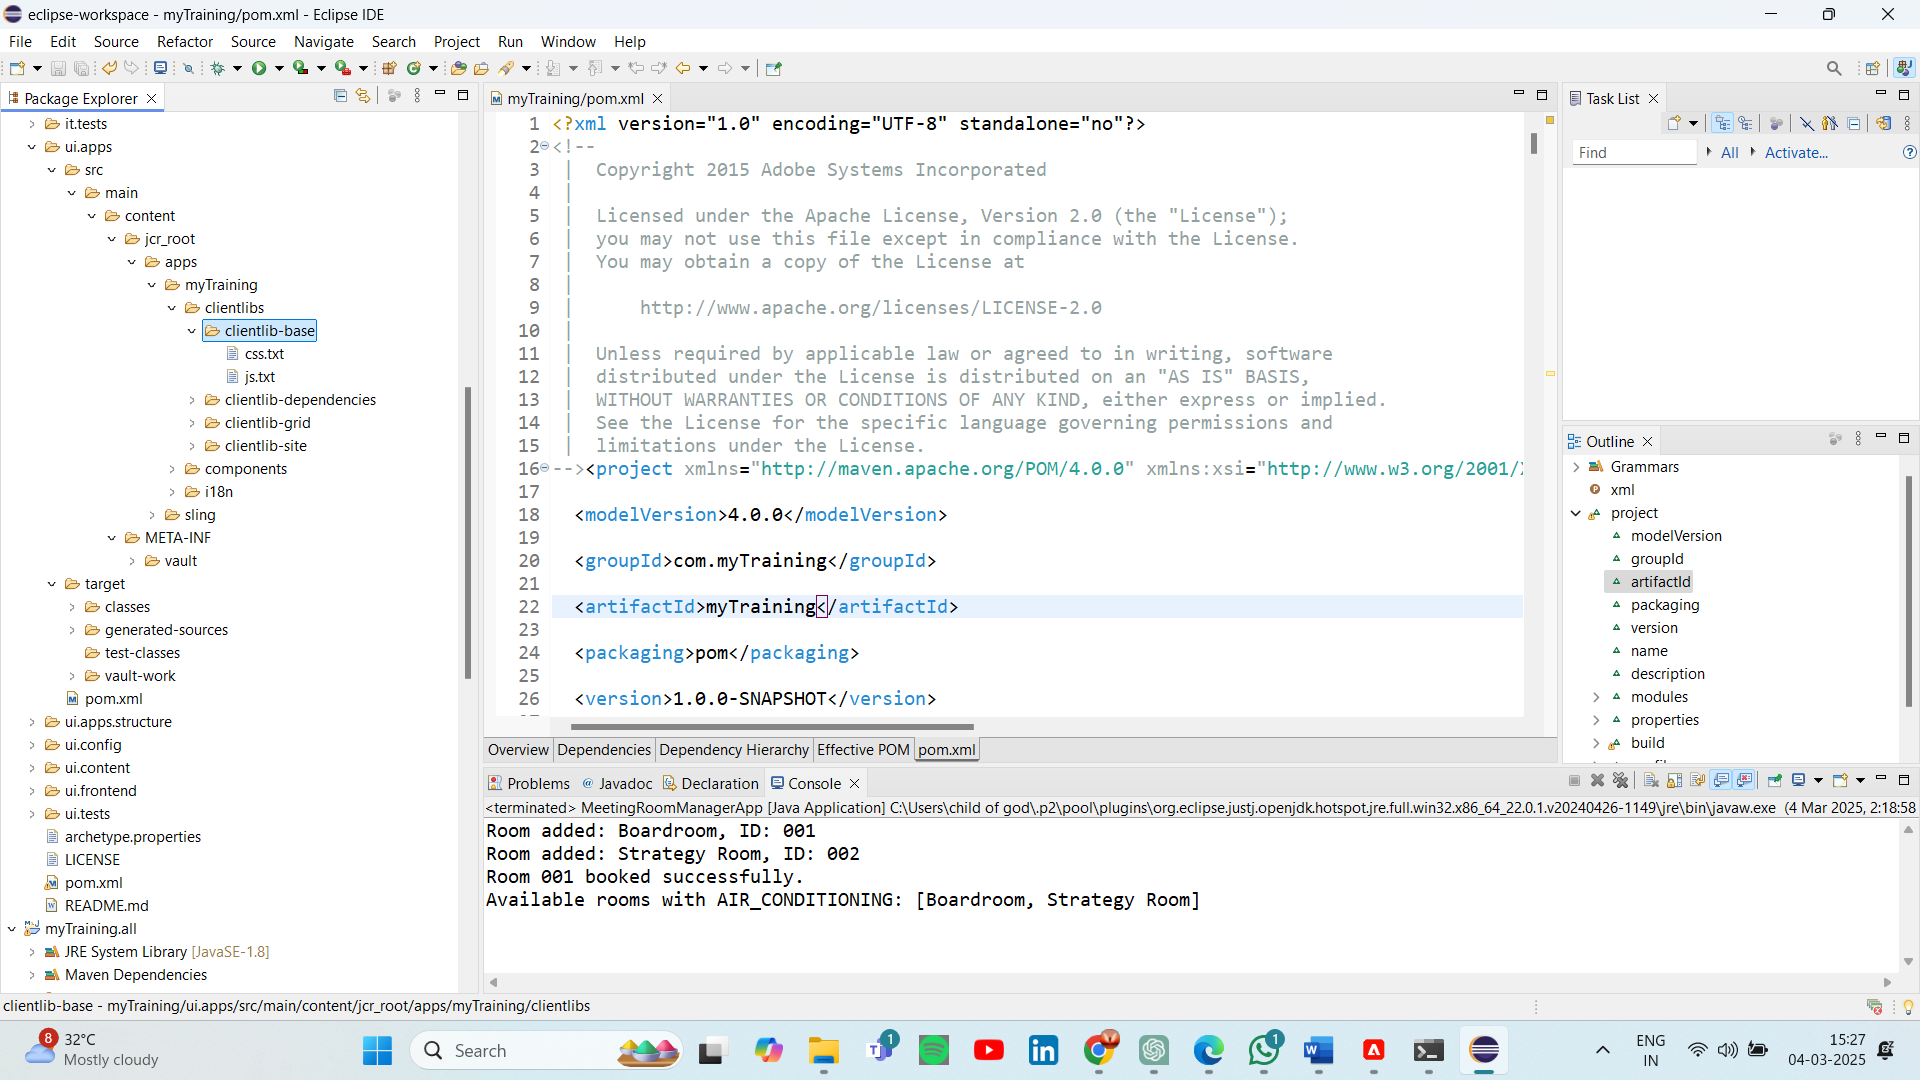 eclipse-workspace - myTraining/pom.xml - Eclipse IDE
File Edit Source Refactor Source Navigate Search Project Run Window Help
Package Explorer
it.tests
ui.apps
src
main
content
jcr_root
apps
myTraining
clientlibs
clientlib-base
css.txt
js.txt
clientlib-dependencies
clientlib-grid
clientlib-site
components
i18n
sling
META-INF
vault
target
classes
generated-sources
test-classes
vault-work
pom.xml
ui.apps.structure
ui.config
ui.content
ui.frontend
ui.tests
archetype.properties
LICENSE
pom.xml
README.md
myTraining.all
JRE System Library [JavaSE-1.8]
Maven Dependencies
myTraining/pom.xml
1 <?xml version="1.0" encoding="UTF-8" standalone="no"?>
2 <!--
3 | Copyright 2015 Adobe Systems Incorporated
4 |
5 | Licensed under the Apache License, Version 2.0 (the "License");
6 | you may not use this file except in compliance with the License.
7 | You may obtain a copy of the License at
8 |
9 | http://www.apache.org/licenses/LICENSE-2.0
10 |
11 | Unless required by applicable law or agreed to in writing, software
12 | distributed under the License is distributed on an "AS IS" BASIS,
13 | WITHOUT WARRANTIES OR CONDITIONS OF ANY KIND, either express or implied.
14 | See the License for the specific language governing permissions and
15 | limitations under the License.
16 --><project xmlns="http://maven.apache.org/POM/4.0.0" xmlns:xsi="http://www.w3.org/2001/
17
18 <modelVersion>4.0.0</modelVersion>
19
20 <groupId>com.myTraining</groupId>
21
22 <artifactId>myTraining</artifactId>
23
24 <packaging>pom</packaging>
25
26 <version>1.0.0-SNAPSHOT</version>
Overview Dependencies Dependency Hierarchy Effective POM pom.xml
Problems Javadoc Declaration Console
<terminated> MeetingRoomManagerApp [Java Application] C:\Users\child of god\.p2\pool\plugins\org.eclipse.justj.openjdk.hotspot.jre.full.win32.x86_64_22.0.1.v20240426-1149\jre\bin\javaw.exe (4 Mar 2025, 2:18:58
Room added: Boardroom, ID: 001
Room added: Strategy Room, ID: 002
Room 001 booked successfully.
Available rooms with AIR_CONDITIONING: [Boardroom, Strategy Room]
Task List
Find All Activate...
Outline
Grammars
xml
project
modelVersion
groupId
artifactId
packaging
version
name
description
modules
properties
build
clientlib-base - myTraining/ui.apps/src/main/content/jcr_root/apps/myTraining/clientlibs
8
32°C
Mostly cloudy
Search
1
1
ENG
IN
15:27
04-03-2025